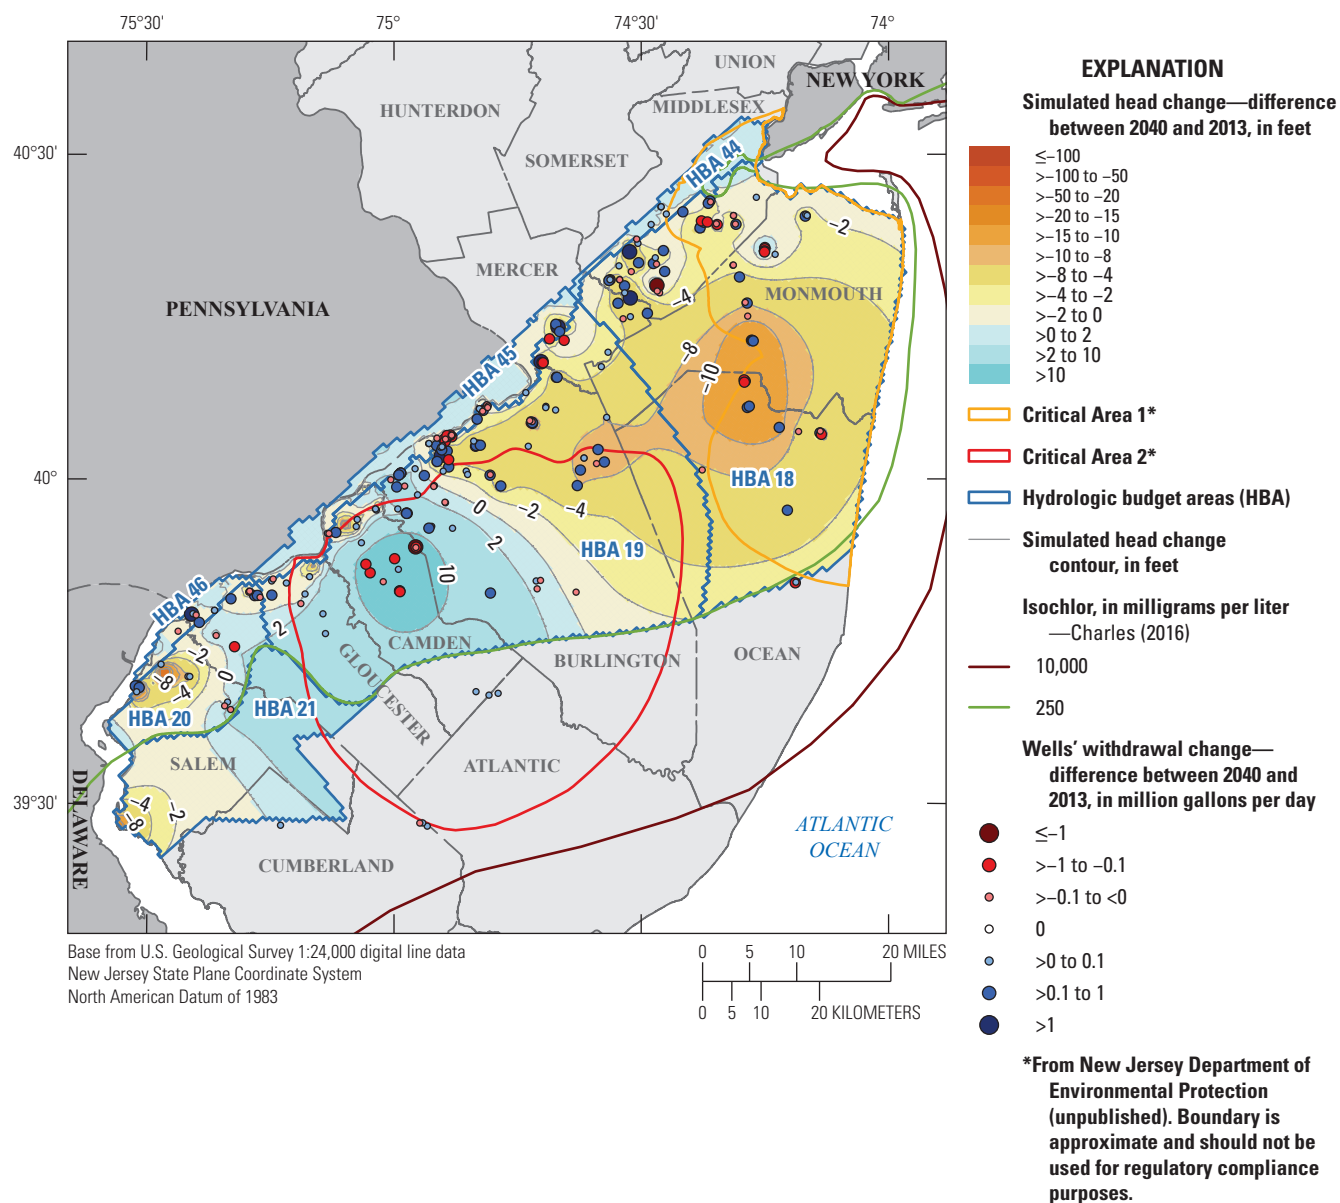 75°30'
75°
74°30'
74°
40°30'
40°
39°30'
UNION
NEW YORK
HUNTERDON
MIDDLESEX
SOMERSET
HBA 44
MERCER
−2
PENNSYLVANIA
MONMOUTH
−4
−8
HBA 45
−10
HBA 18
0
−2
−4
2
HBA 19
10
HBA 46
2
CAMDEN
−2
0
GLOUCESTER
BURLINGTON
OCEAN
−8
−4
HBA 20
HBA 21
SALEM
ATLANTIC
DELAWARE
−4
−2
−8
ATLANTIC
OCEAN
CUMBERLAND
Base from U.S. Geological Survey 1:24,000 digital line data
New Jersey State Plane Coordinate System
North American Datum of 1983
0 5 10 20 MILES
0 5 10 20 KILOMETERS
EXPLANATION
Simulated head change—difference
between 2040 and 2013, in feet
≤−100
>−100 to −50
>−50 to −20
>−20 to −15
>−15 to −10
>−10 to −8
>−8 to −4
>−4 to −2
>−2 to 0
>0 to 2
>2 to 10
>10
Critical Area 1*
Critical Area 2*
Hydrologic budget areas (HBA)
Simulated head change
contour, in feet
Isochlor, in milligrams per liter
—Charles (2016)
10,000
250
Wells' withdrawal change—
difference between 2040 and
2013, in million gallons per day
≤−1
>−1 to −0.1
>−0.1 to <0
0
>0 to 0.1
>0.1 to 1
>1
*From New Jersey Department of
Environmental Protection
(unpublished). Boundary is
approximate and should not be
used for regulatory compliance
purposes.